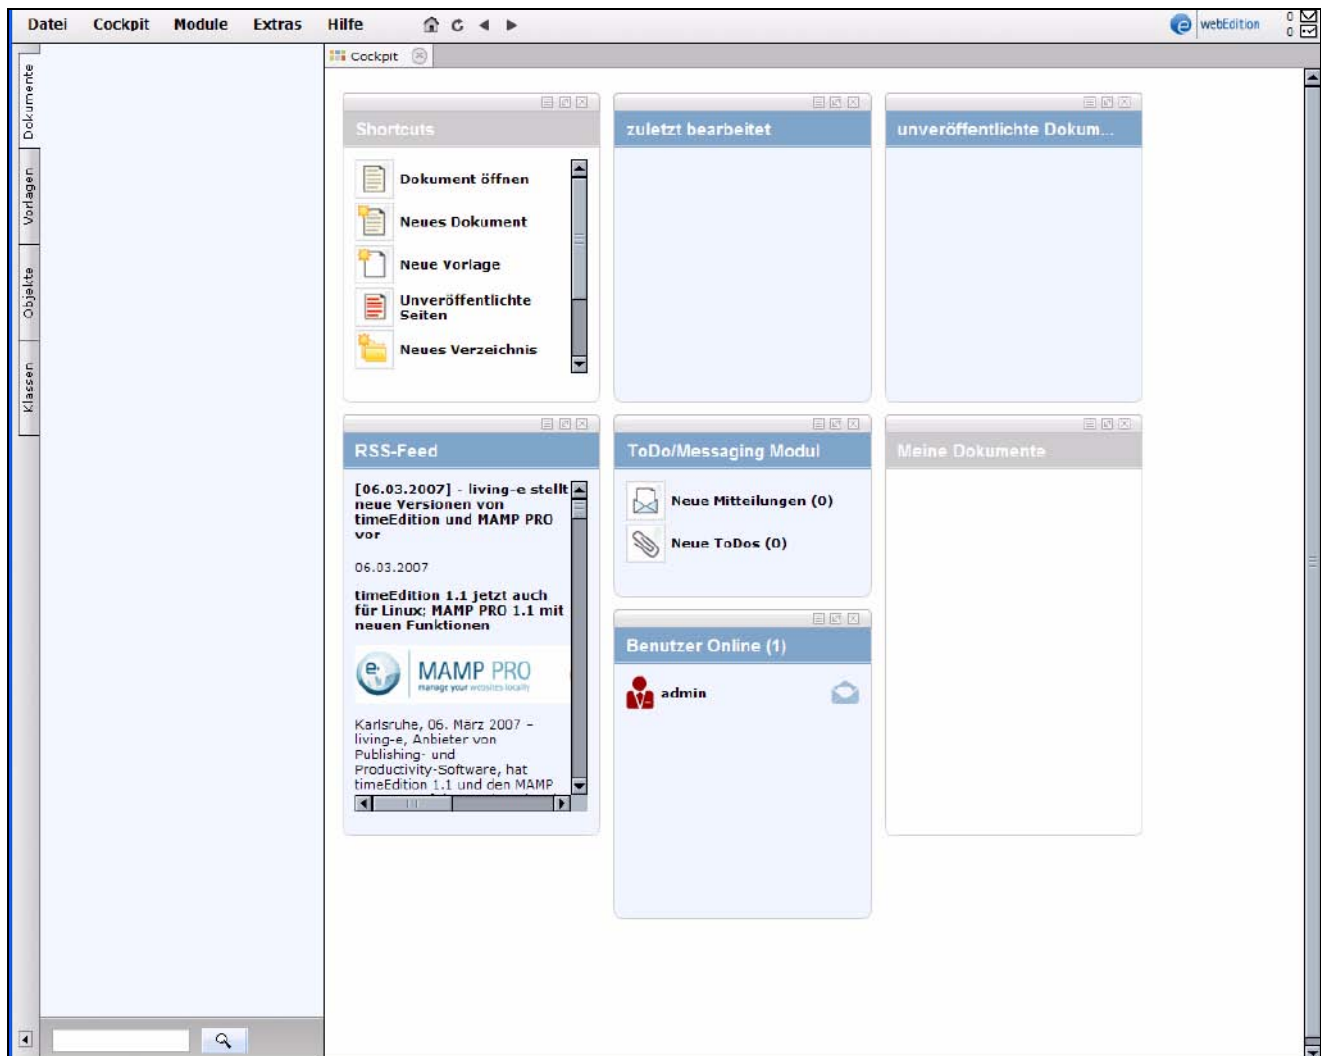 Datei Cockpit Module Extras Hilfe
webEdition
0
0
Dokumente
Vorlagen
Objekte
Klassen
Cockpit
Shortcuts
Dokument öffnen
Neues Dokument
Neue Vorlage
Unveröffentlichte
Seiten
Neues Verzeichnis
zuletzt bearbeitet
unveröffentlichte Dokum...
RSS-Feed
[06.03.2007] - living-e stellt
neue Versionen von
timeEdition und MAMP PRO
vor
06.03.2007
timeEdition 1.1 jetzt auch
für Linux; MAMP PRO 1.1 mit
neuen Funktionen
e.
MAMP PRO
manage your websites locally
Karlsruhe, 06. März 2007 –
living-e, Anbieter von
Publishing- und
Productivity-Software, hat
timeEdition 1.1 und den MAMP
ToDo/Messaging Modul
Neue Mitteilungen (0)
Neue ToDos (0)
Benutzer Online (1)
admin
Meine Dokumente